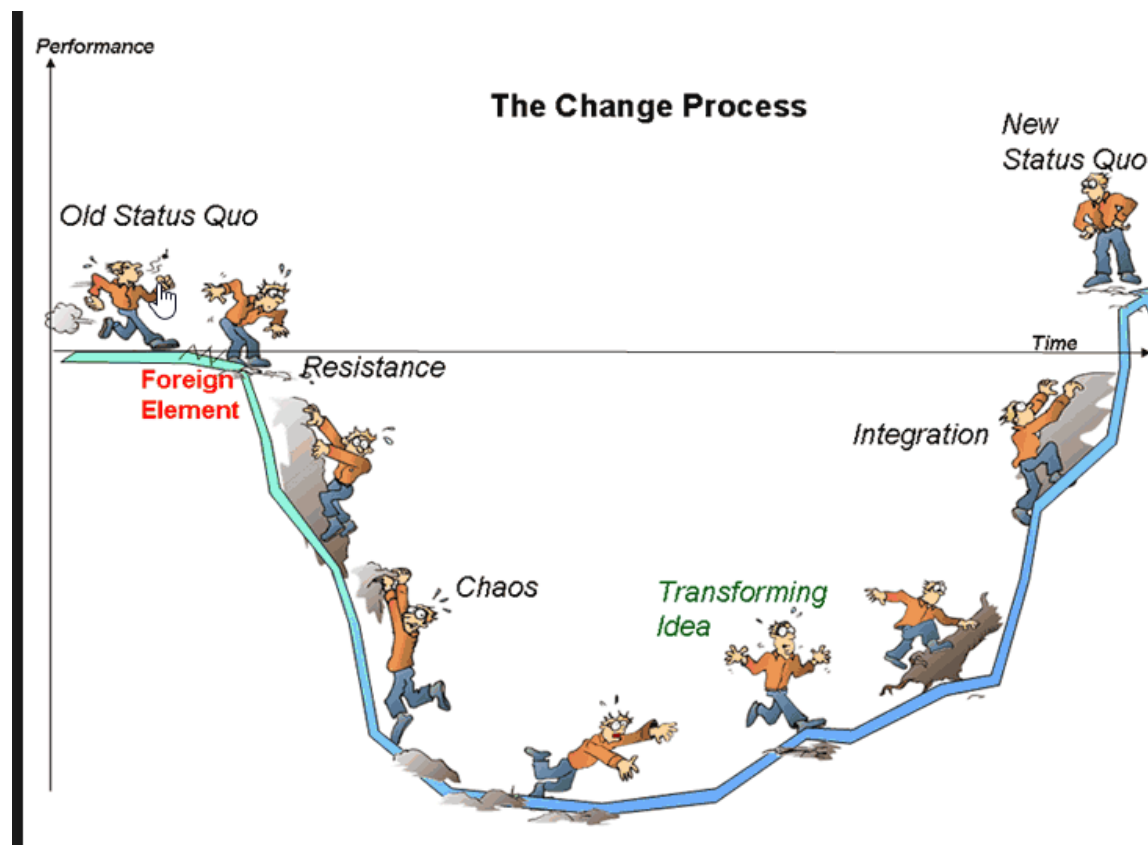 Performance
The Change Process
New
Status Quo
Old Status Quo
Time
Resistance
Foreign
Element
Integration
Chaos
Transforming
Idea